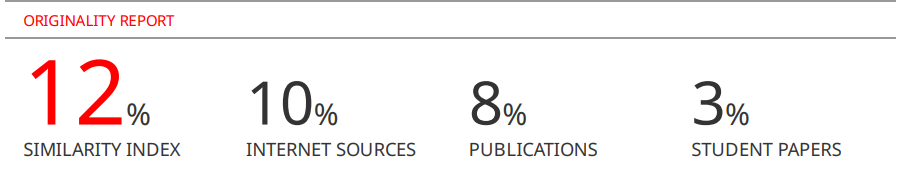 ORIGINALITY REPORT
12% 10% 8% 3%
SIMILARITY INDEX INTERNET SOURCES PUBLICATIONS STUDENT PAPERS